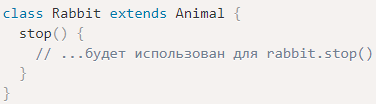 class Rabbit extends Animal {
  stop() {
    // ...будет использован для rabbit.stop()
  }
}